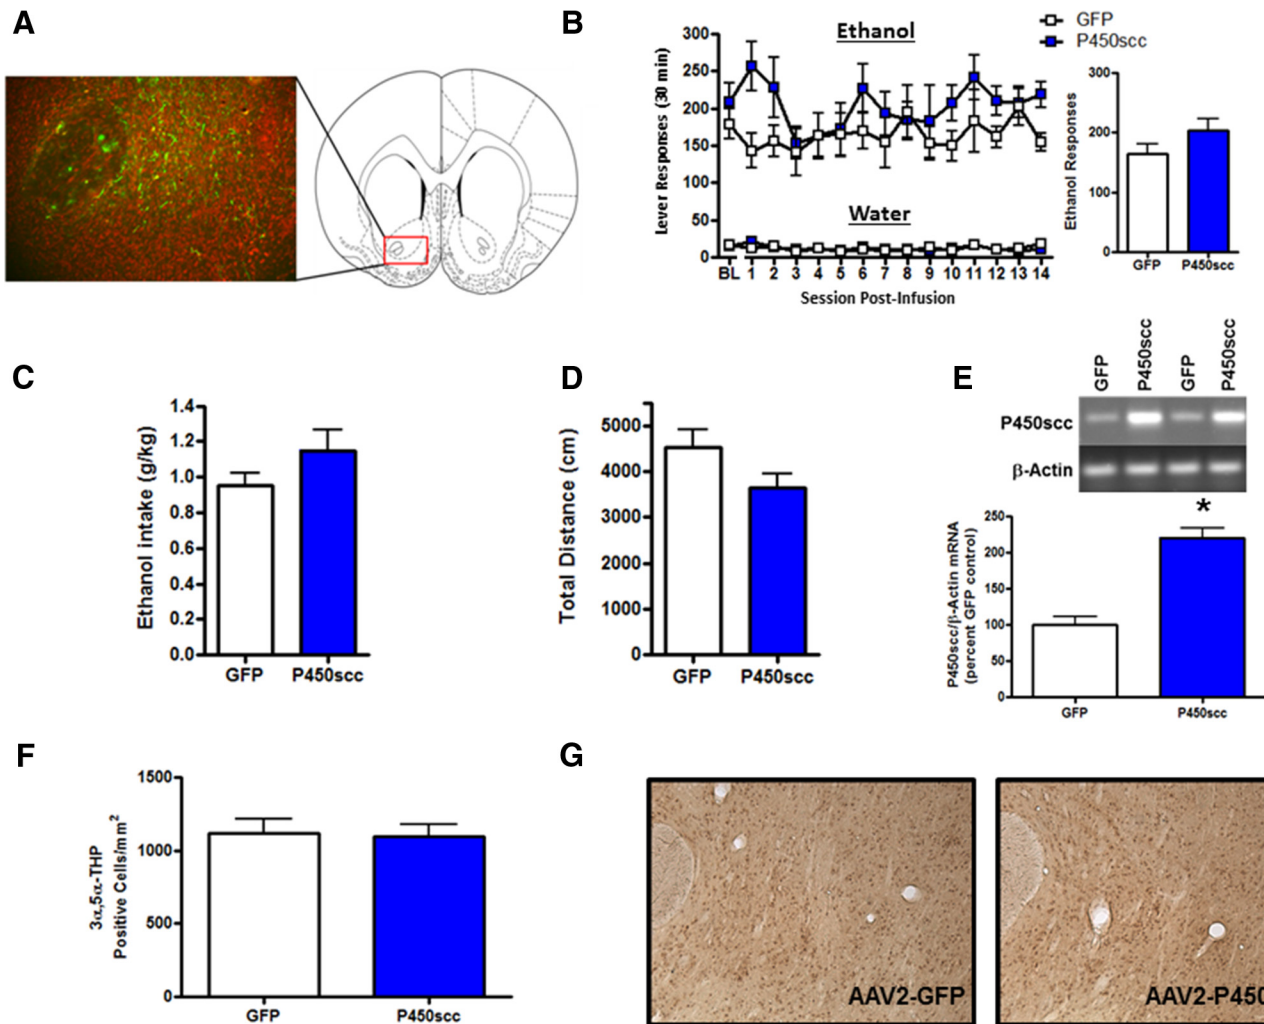 A
B
Ethanol
GFP
P450scc
Lever Responses (30 min)
300
250
200
150
100
50
0
Water
BL 1 2 3 4 5 6 7 8 9 10 11 12 13 14
Session Post-Infusion
Ethanol Responses
300
200
100
0
GFP P450scc
C
Ethanol intake (g/kg)
1.4
1.2
1.0
0.8
0.6
0.4
0.2
0.0
GFP P450scc
D
Total Distance (cm)
5000
4000
3000
2000
1000
0
GFP P450scc
E
GFP P450scc GFP P450scc
P450scc
β-Actin
*
P450scc/β-Actin mRNA
(percent GFP control)
250
200
150
100
50
0
GFP P450scc
F
3α,5α-THP
Positive Cells/mm²
1500
1000
500
0
GFP P450scc
G
AAV2-GFP
AAV2-P450